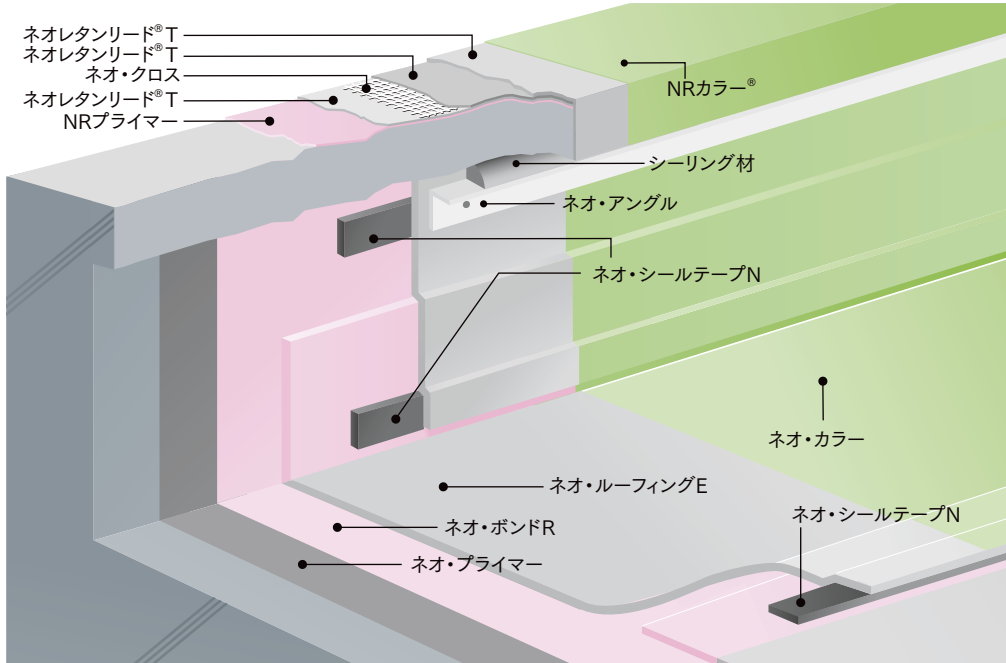 ネオレタンリード®T
ネオレタンリード®T
ネオ・クロス
ネオレタンリード®T
NRプライマー
NRカラー®
シーリング材
ネオ・アングル
ネオ・シールテープN
ネオ・カラー
ネオ・ルーフィングE
ネオ・シールテープN
ネオ・ボンドR
ネオ・プライマー